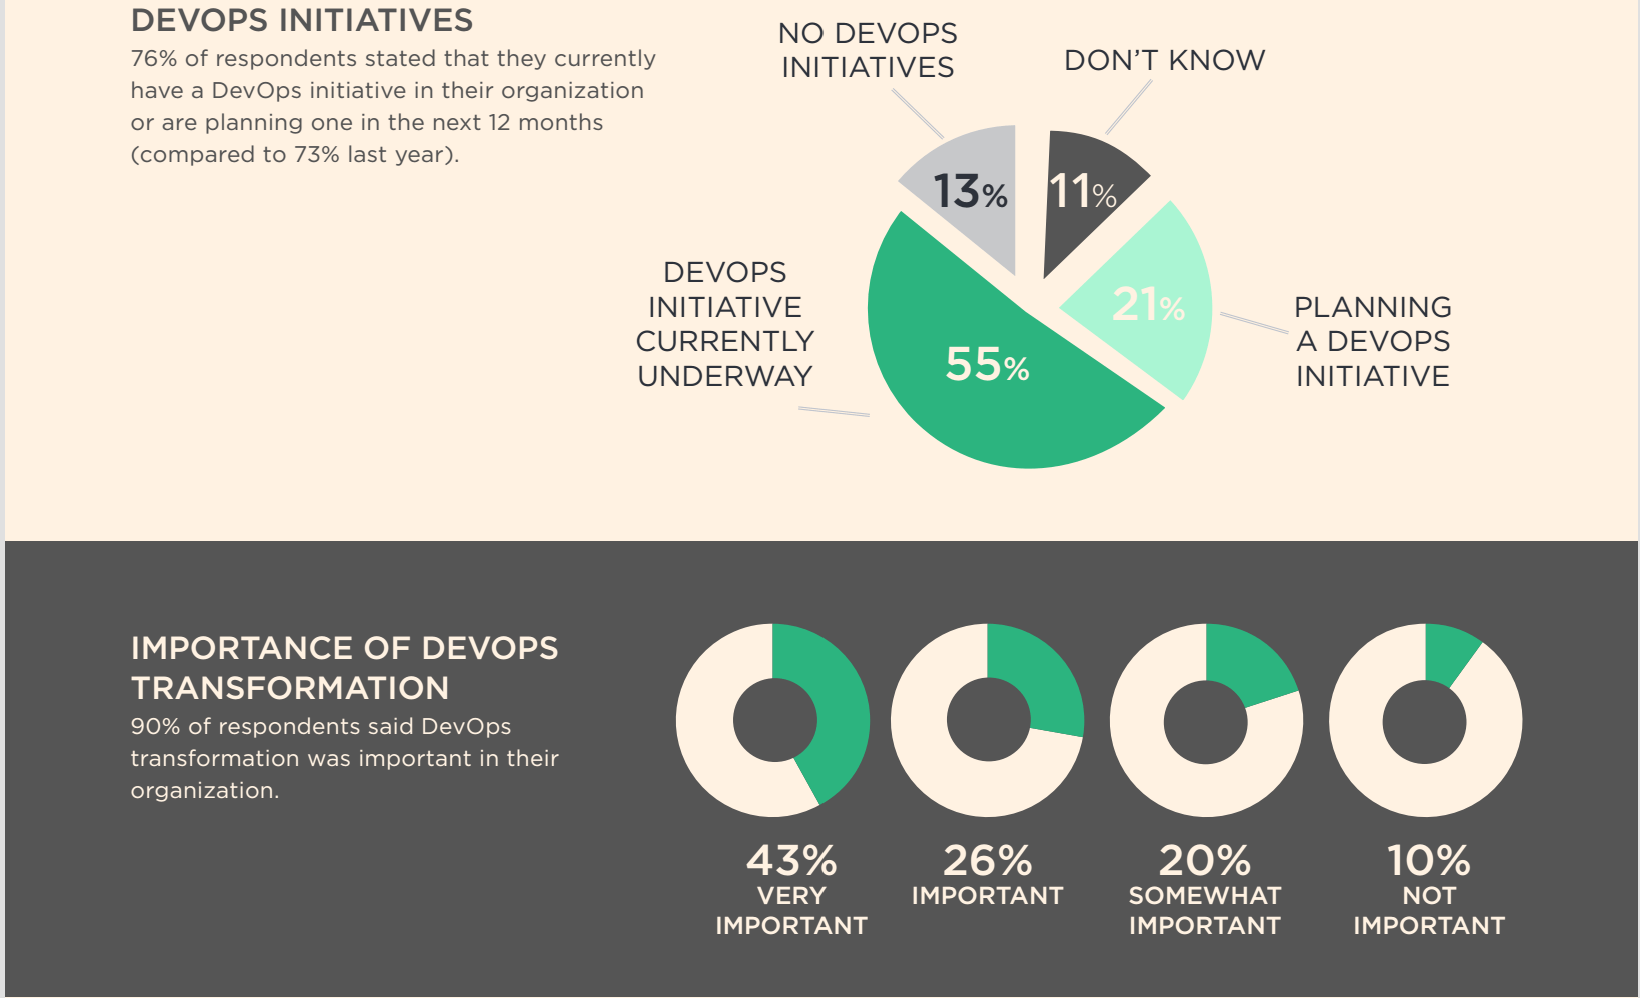 DEVOPS INITIATIVES
76% of respondents stated that they currently
have a DevOps initiative in their organization
or are planning one in the next 12 months
(compared to 73% last year).
NO DEVOPS
INITIATIVES
DON’T KNOW
13%
11%
DEVOPS
INITIATIVE
CURRENTLY
UNDERWAY
55%
21%
PLANNING
A DEVOPS
INITIATIVE
IMPORTANCE OF DEVOPS
TRANSFORMATION
90% of respondents said DevOps
transformation was important in their
organization.
43%
VERY
IMPORTANT
26%
IMPORTANT
20%
SOMEWHAT
IMPORTANT
10%
NOT
IMPORTANT